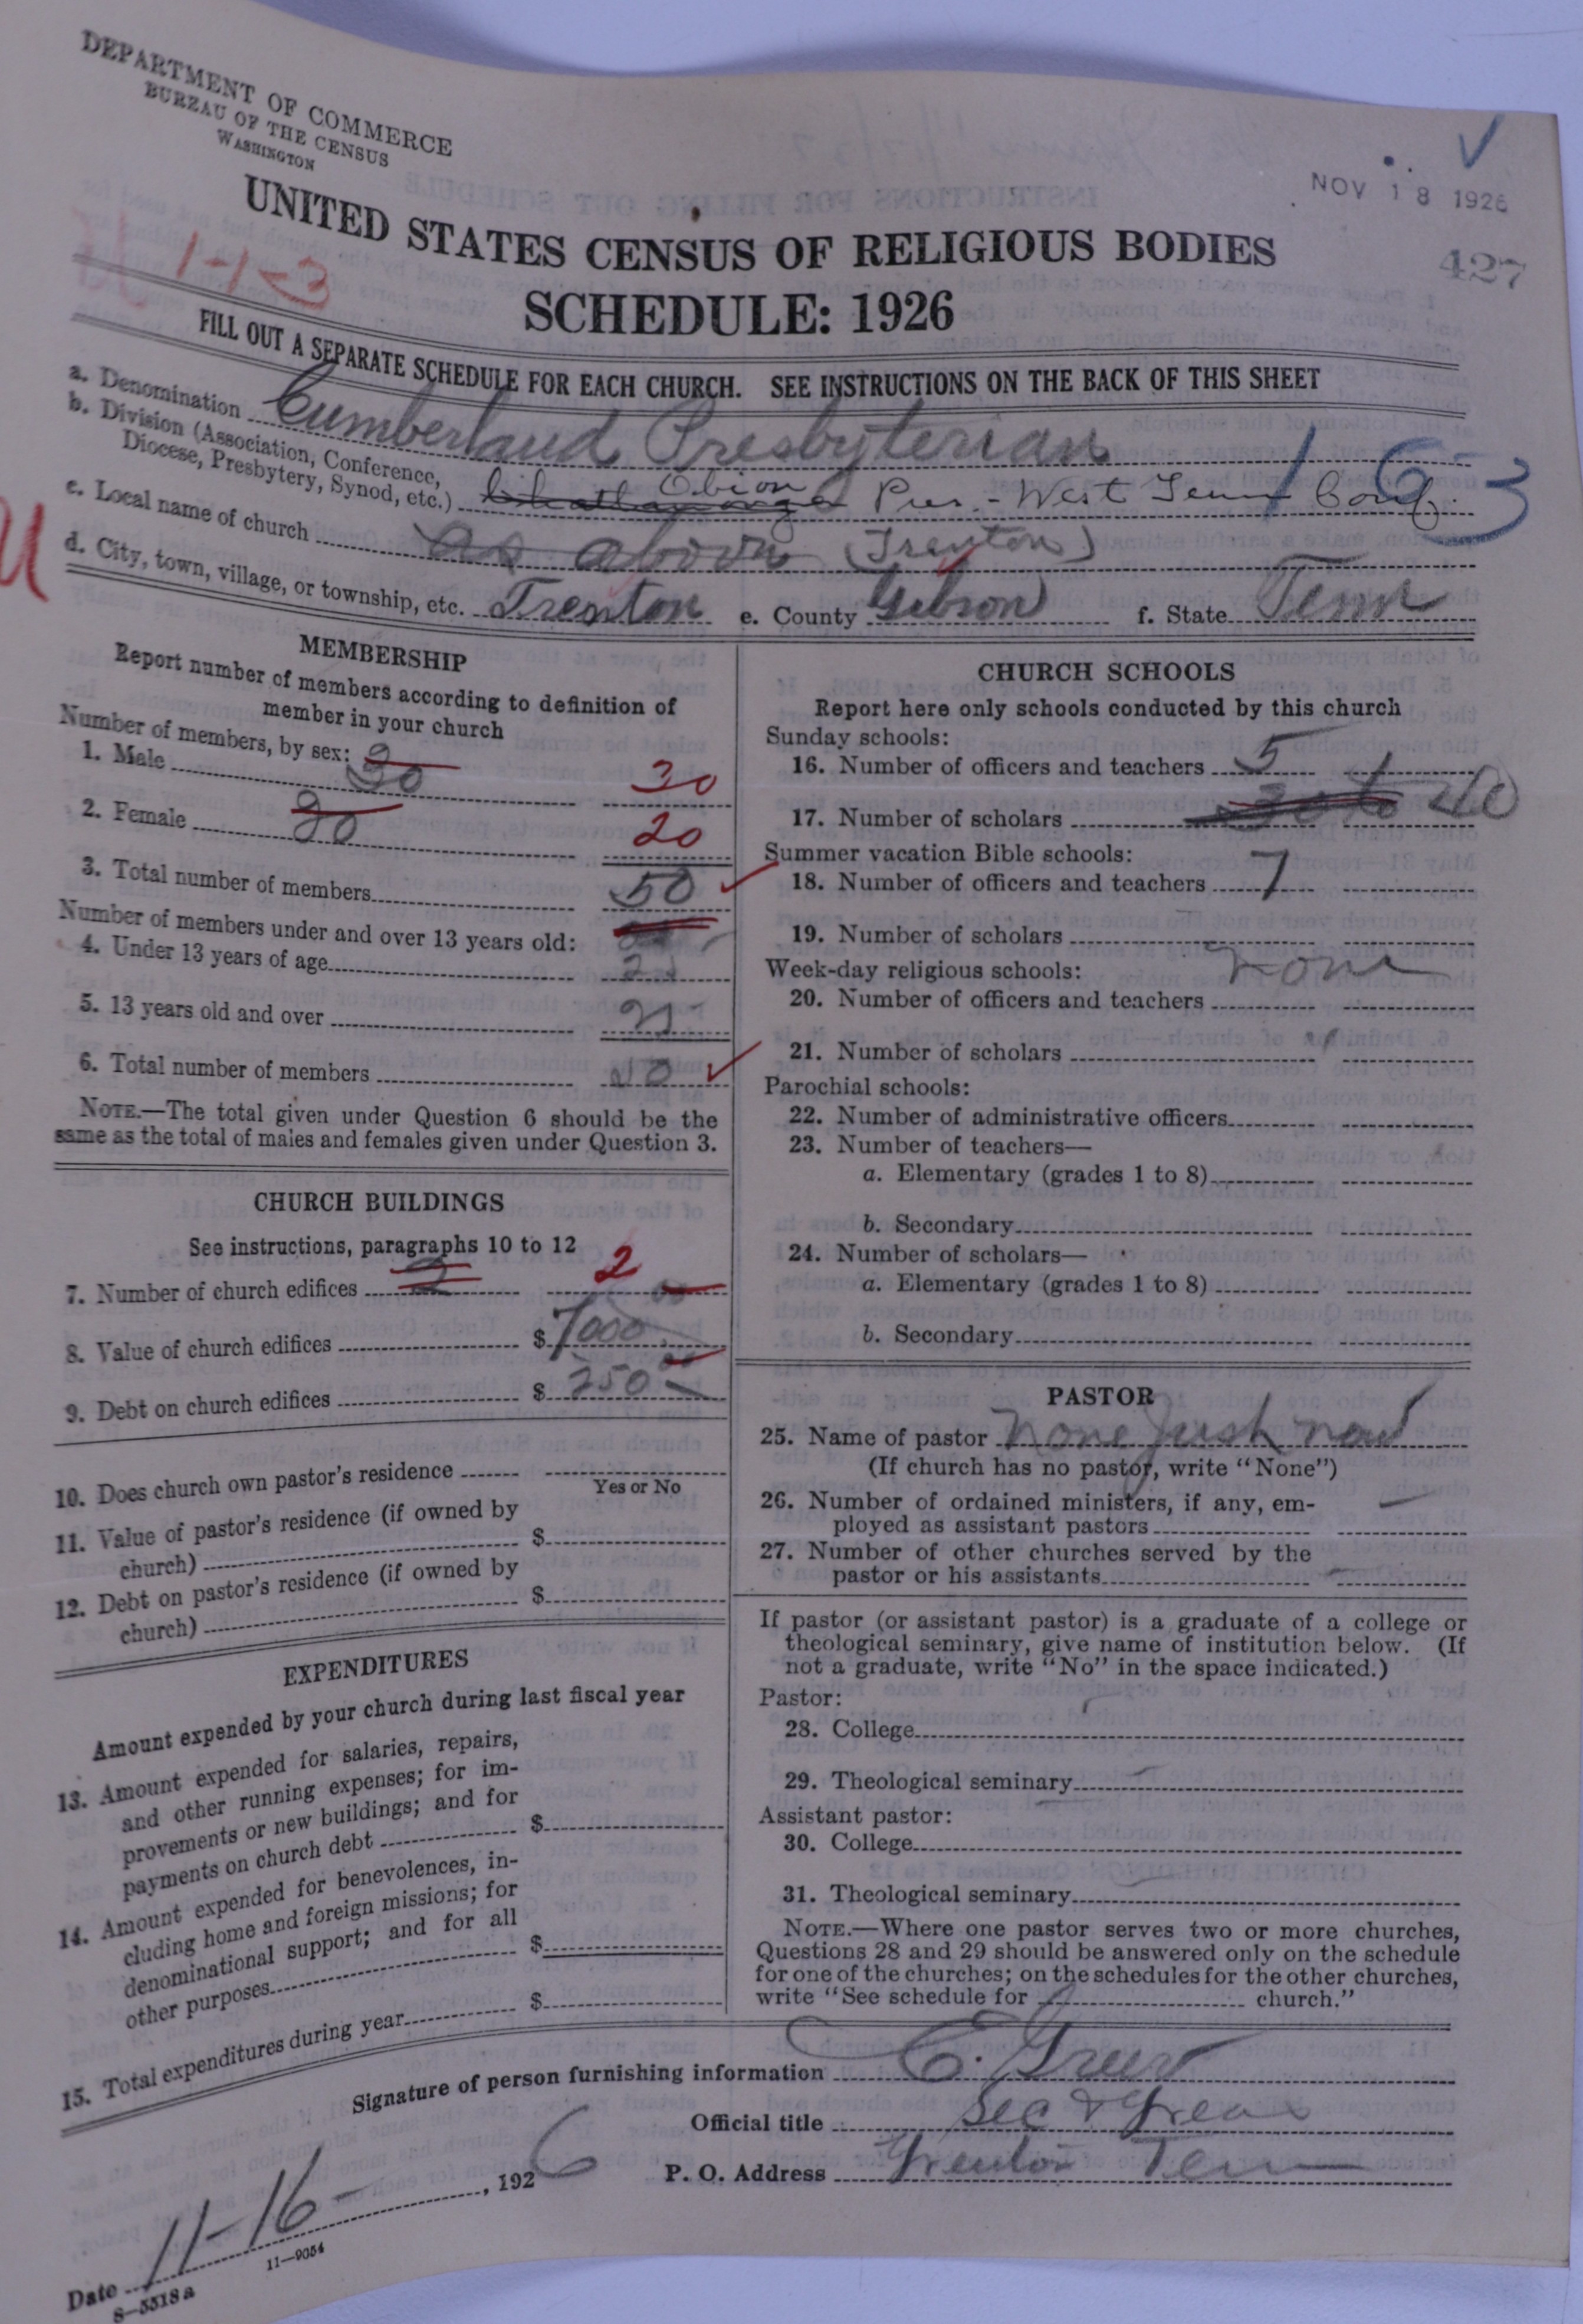 DEPARTMENT OF COMMERCE
BUREAU OF THE CENSUS
WASHINGTON
NOV 18 1926
427
UNITED STATES CENSUS OF RELIGIOUS BODIES
SCHEDULE: 1926
1-1-3
FILL OUT A SEPARATE SCHEDULE FOR EACH CHURCH. SEE INSTRUCTIONS ON THE BACK OF THIS SHEET
a. Denomination Cumberland Presbyterian
b. Division (Association, Conference, Diocese, Presbytery, Synod, etc.) Chattanooga Obion Pres. - West Tenn Conf.
163
c. Local name of church as above (Trenton)
d. City, town, village, or township, etc. Trenton e. County Gibson f. State Tenn
MEMBERSHIP
Report number of members according to definition of
member in your church
Number of members, by sex:
1. Male 30 30
2. Female 20 20
3. Total number of members 50
Number of members under and over 13 years old:
4. Under 13 years of age
5. 13 years old and over
6. Total number of members
NOTE.—The total given under Question 6 should be the
same as the total of males and females given under Question 3.
CHURCH BUILDINGS
See instructions, paragraphs 10 to 12
7. Number of church edifices 2 2
8. Value of church edifices $ 7000 00
9. Debt on church edifices $ 250 00
10. Does church own pastor's residence
Yes or No
11. Value of pastor's residence (if owned by
church) $
12. Debt on pastor's residence (if owned by
church) $
EXPENDITURES
Amount expended by your church during last fiscal year
13. Amount expended for salaries, repairs,
and other running expenses; for im-
provements or new buildings; and for
payments on church debt $
14. Amount expended for benevolences, in-
cluding home and foreign missions; for
denominational support; and for all
other purposes $
15. Total expenditures during year $
CHURCH SCHOOLS
Report here only schools conducted by this church
Sunday schools:
16. Number of officers and teachers 5
17. Number of scholars 30 to 40
Summer vacation Bible schools:
18. Number of officers and teachers 7
19. Number of scholars
Week-day religious schools: none
20. Number of officers and teachers
21. Number of scholars
Parochial schools:
22. Number of administrative officers
23. Number of teachers—
a. Elementary (grades 1 to 8)
b. Secondary
24. Number of scholars—
a. Elementary (grades 1 to 8)
b. Secondary
PASTOR
25. Name of pastor none just now
(If church has no pastor, write "None")
26. Number of ordained ministers, if any, em-
ployed as assistant pastors
27. Number of other churches served by the
pastor or his assistants
If pastor (or assistant pastor) is a graduate of a college or
theological seminary, give name of institution below. (If
not a graduate, write "No" in the space indicated.)
Pastor:
28. College
29. Theological seminary
Assistant pastor:
30. College
31. Theological seminary
NOTE.—Where one pastor serves two or more churches,
Questions 28 and 29 should be answered only on the schedule
for one of the churches; on the schedules for the other churches,
write "See schedule for church."
Signature of person furnishing information
Official title Sec & Treas
P. O. Address Trenton Tenn
Date 11-16-, 1926
11—9054
8—5518a